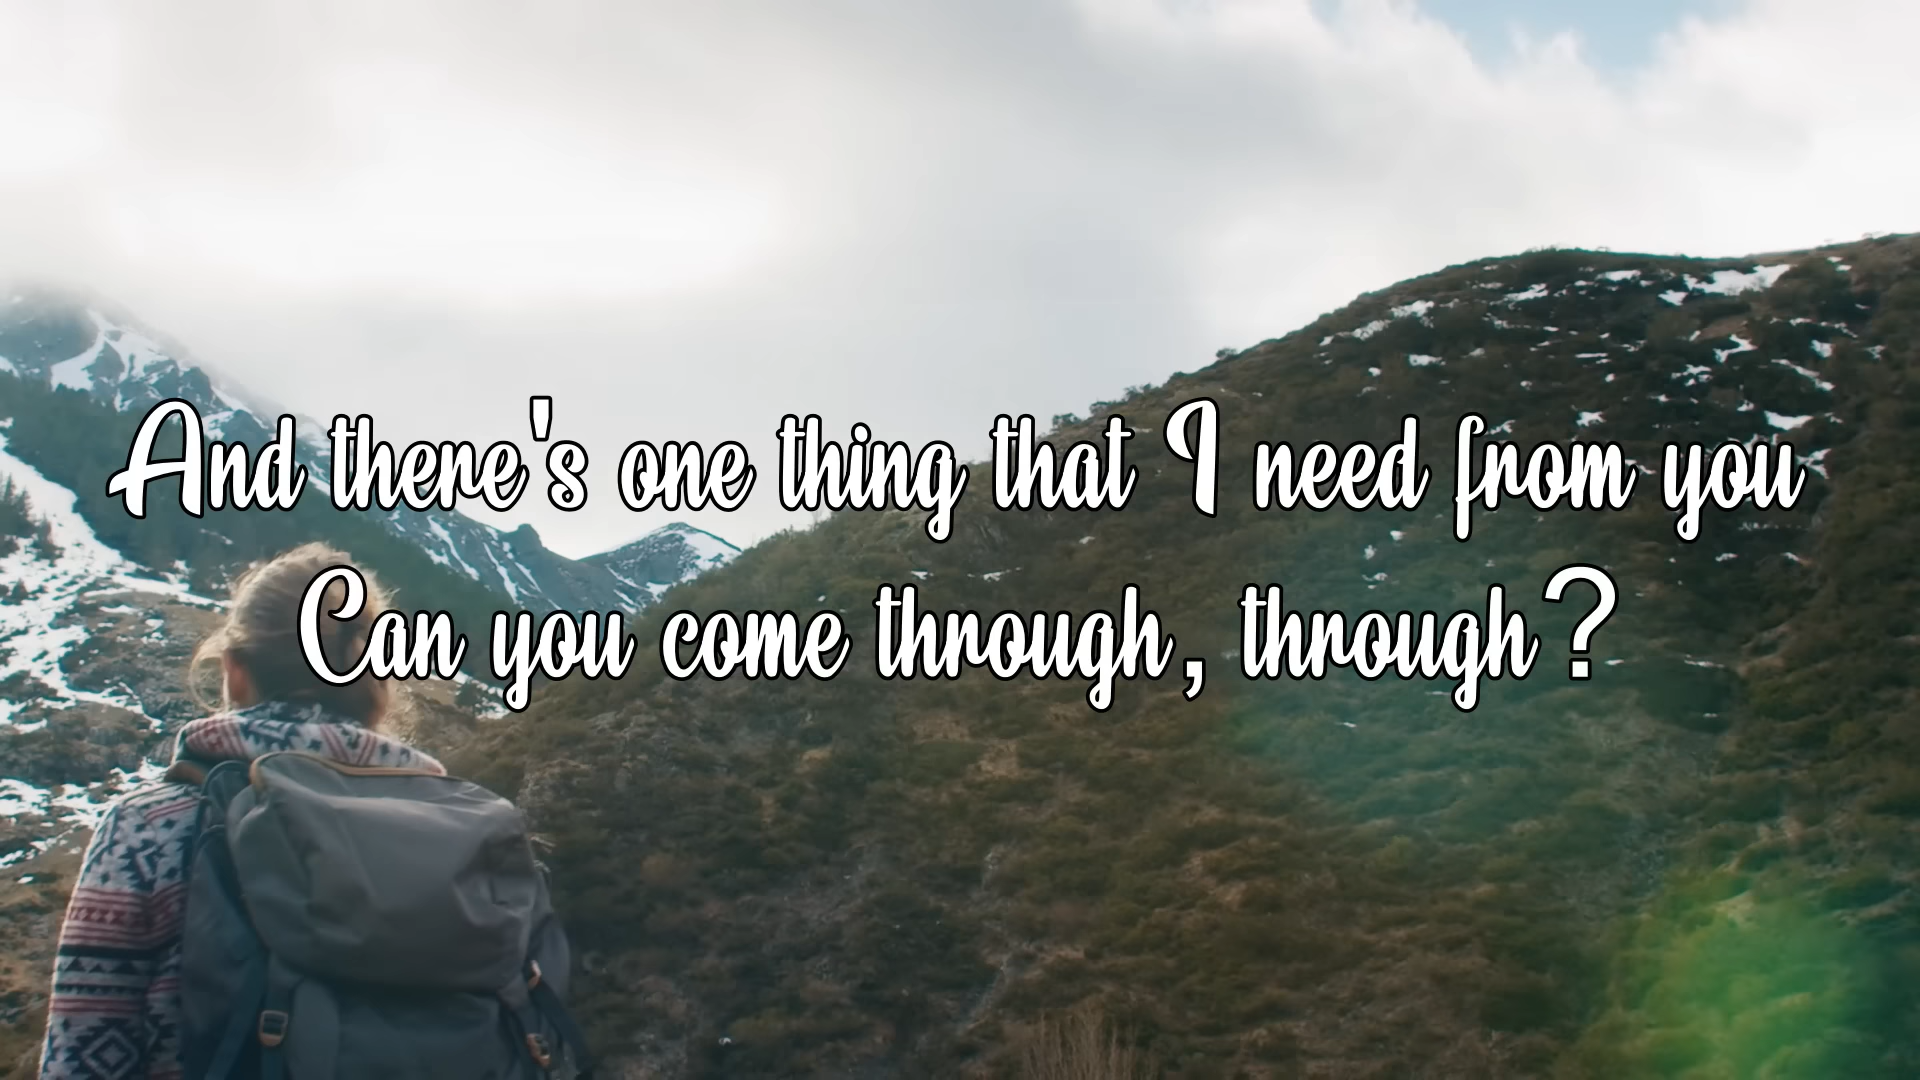 And there's one thing that I need from you
Can you come through, through?